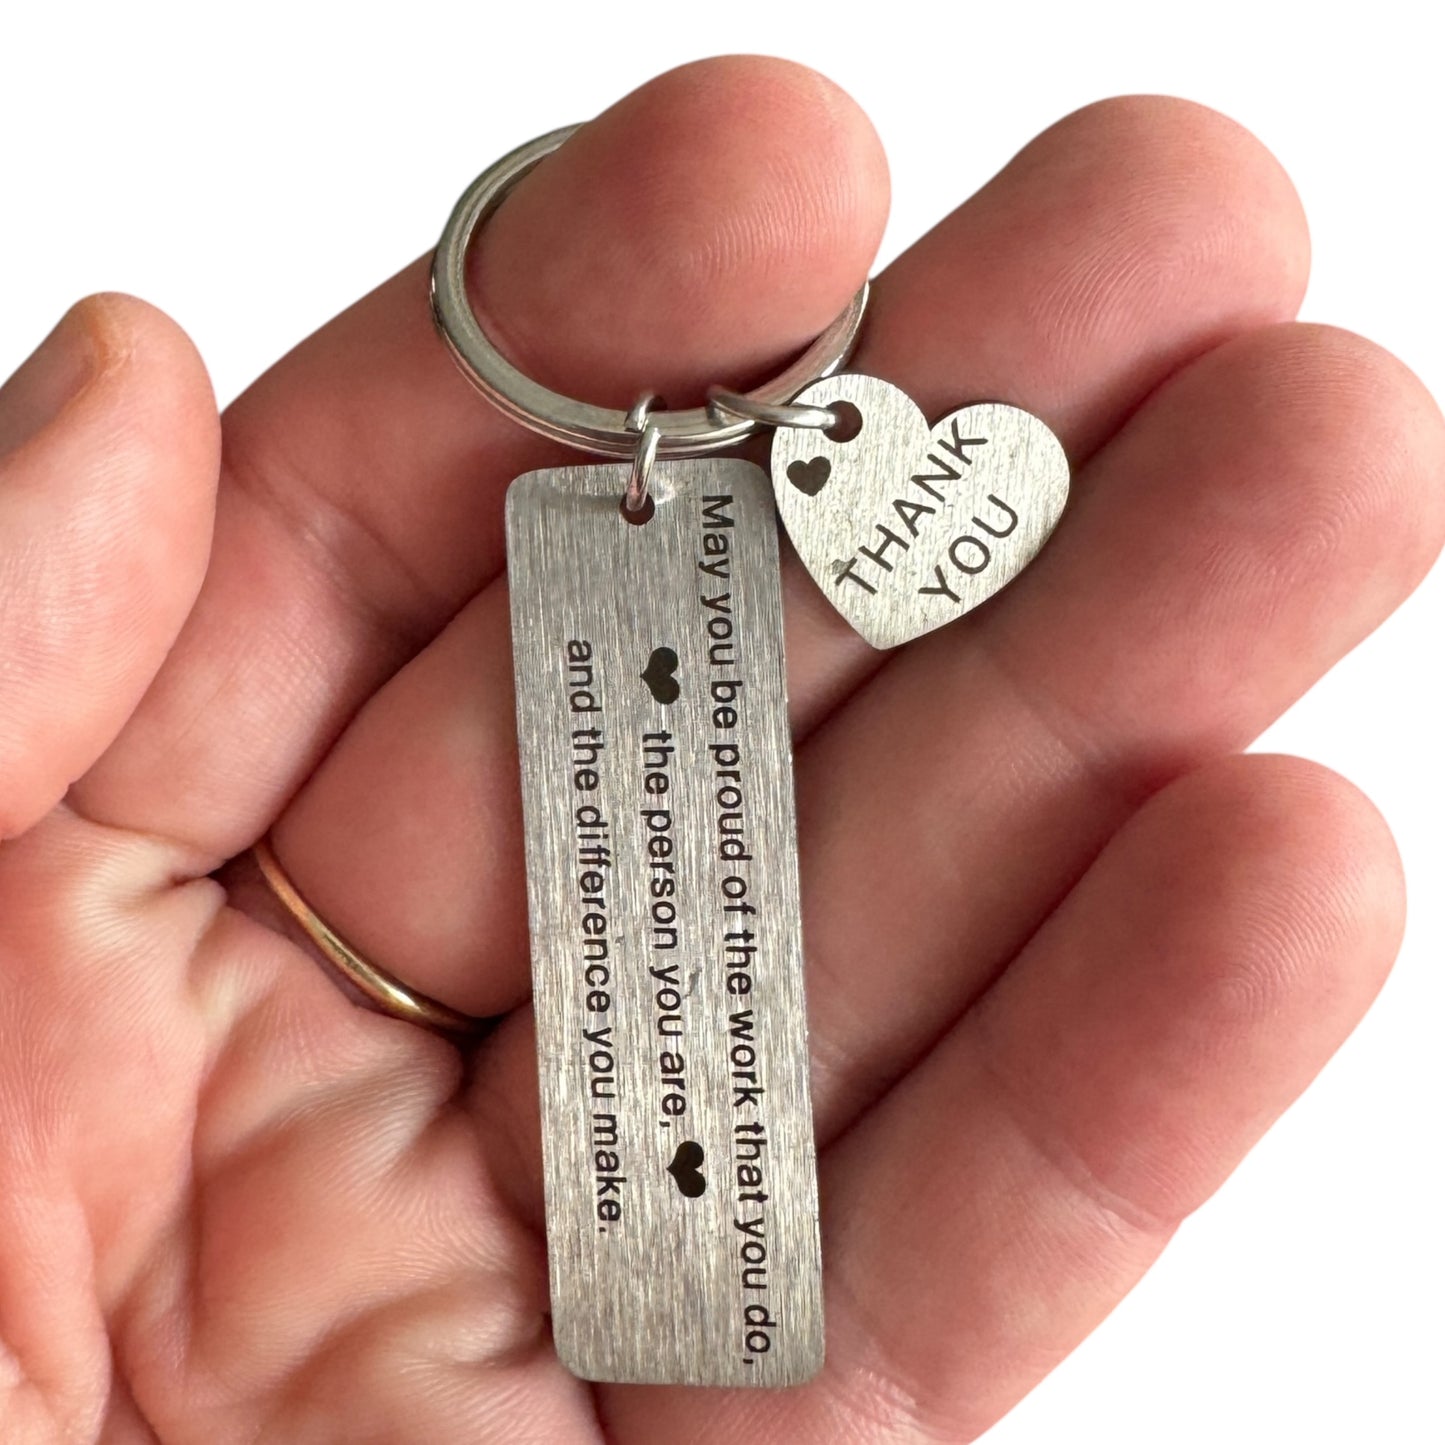 May you be proud of the work that you do,
the person you are,
and the difference you make.
THANK
YOU